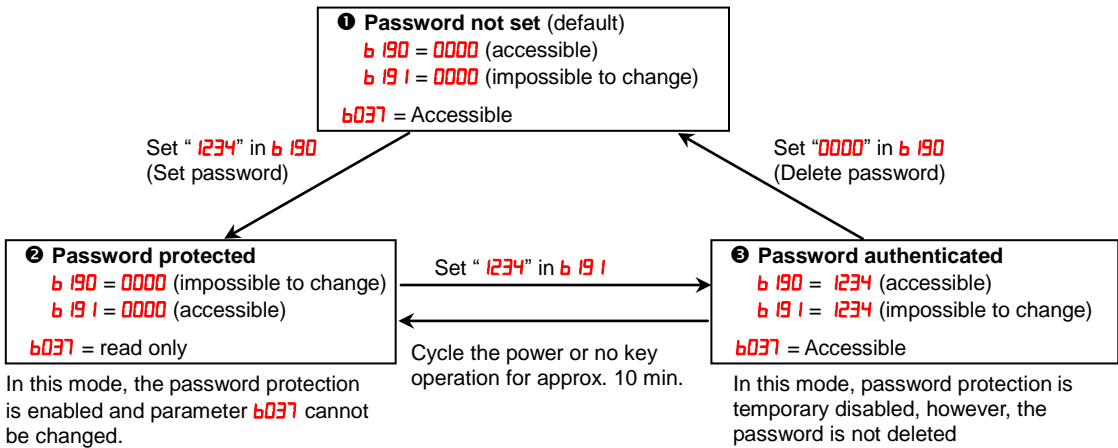 ❶ Password not set (default)
b190 = 0000 (accessible)
b191 = 0000 (impossible to change)
b037 = Accessible
Set “ 1234” in b190
(Set password)
Set “0000” in b190
(Delete password)
❷ Password protected
b190 = 0000 (impossible to change)
b191 = 0000 (accessible)
b037 = read only
Set “ 1234” in b191
❸ Password authenticated
b190 = 1234 (accessible)
b191 = 1234 (impossible to change)
b037 = Accessible
Cycle the power or no key
operation for approx. 10 min.
In this mode, the password protection
is enabled and parameter b037 cannot
be changed.
In this mode, password protection is
temporary disabled, however, the
password is not deleted